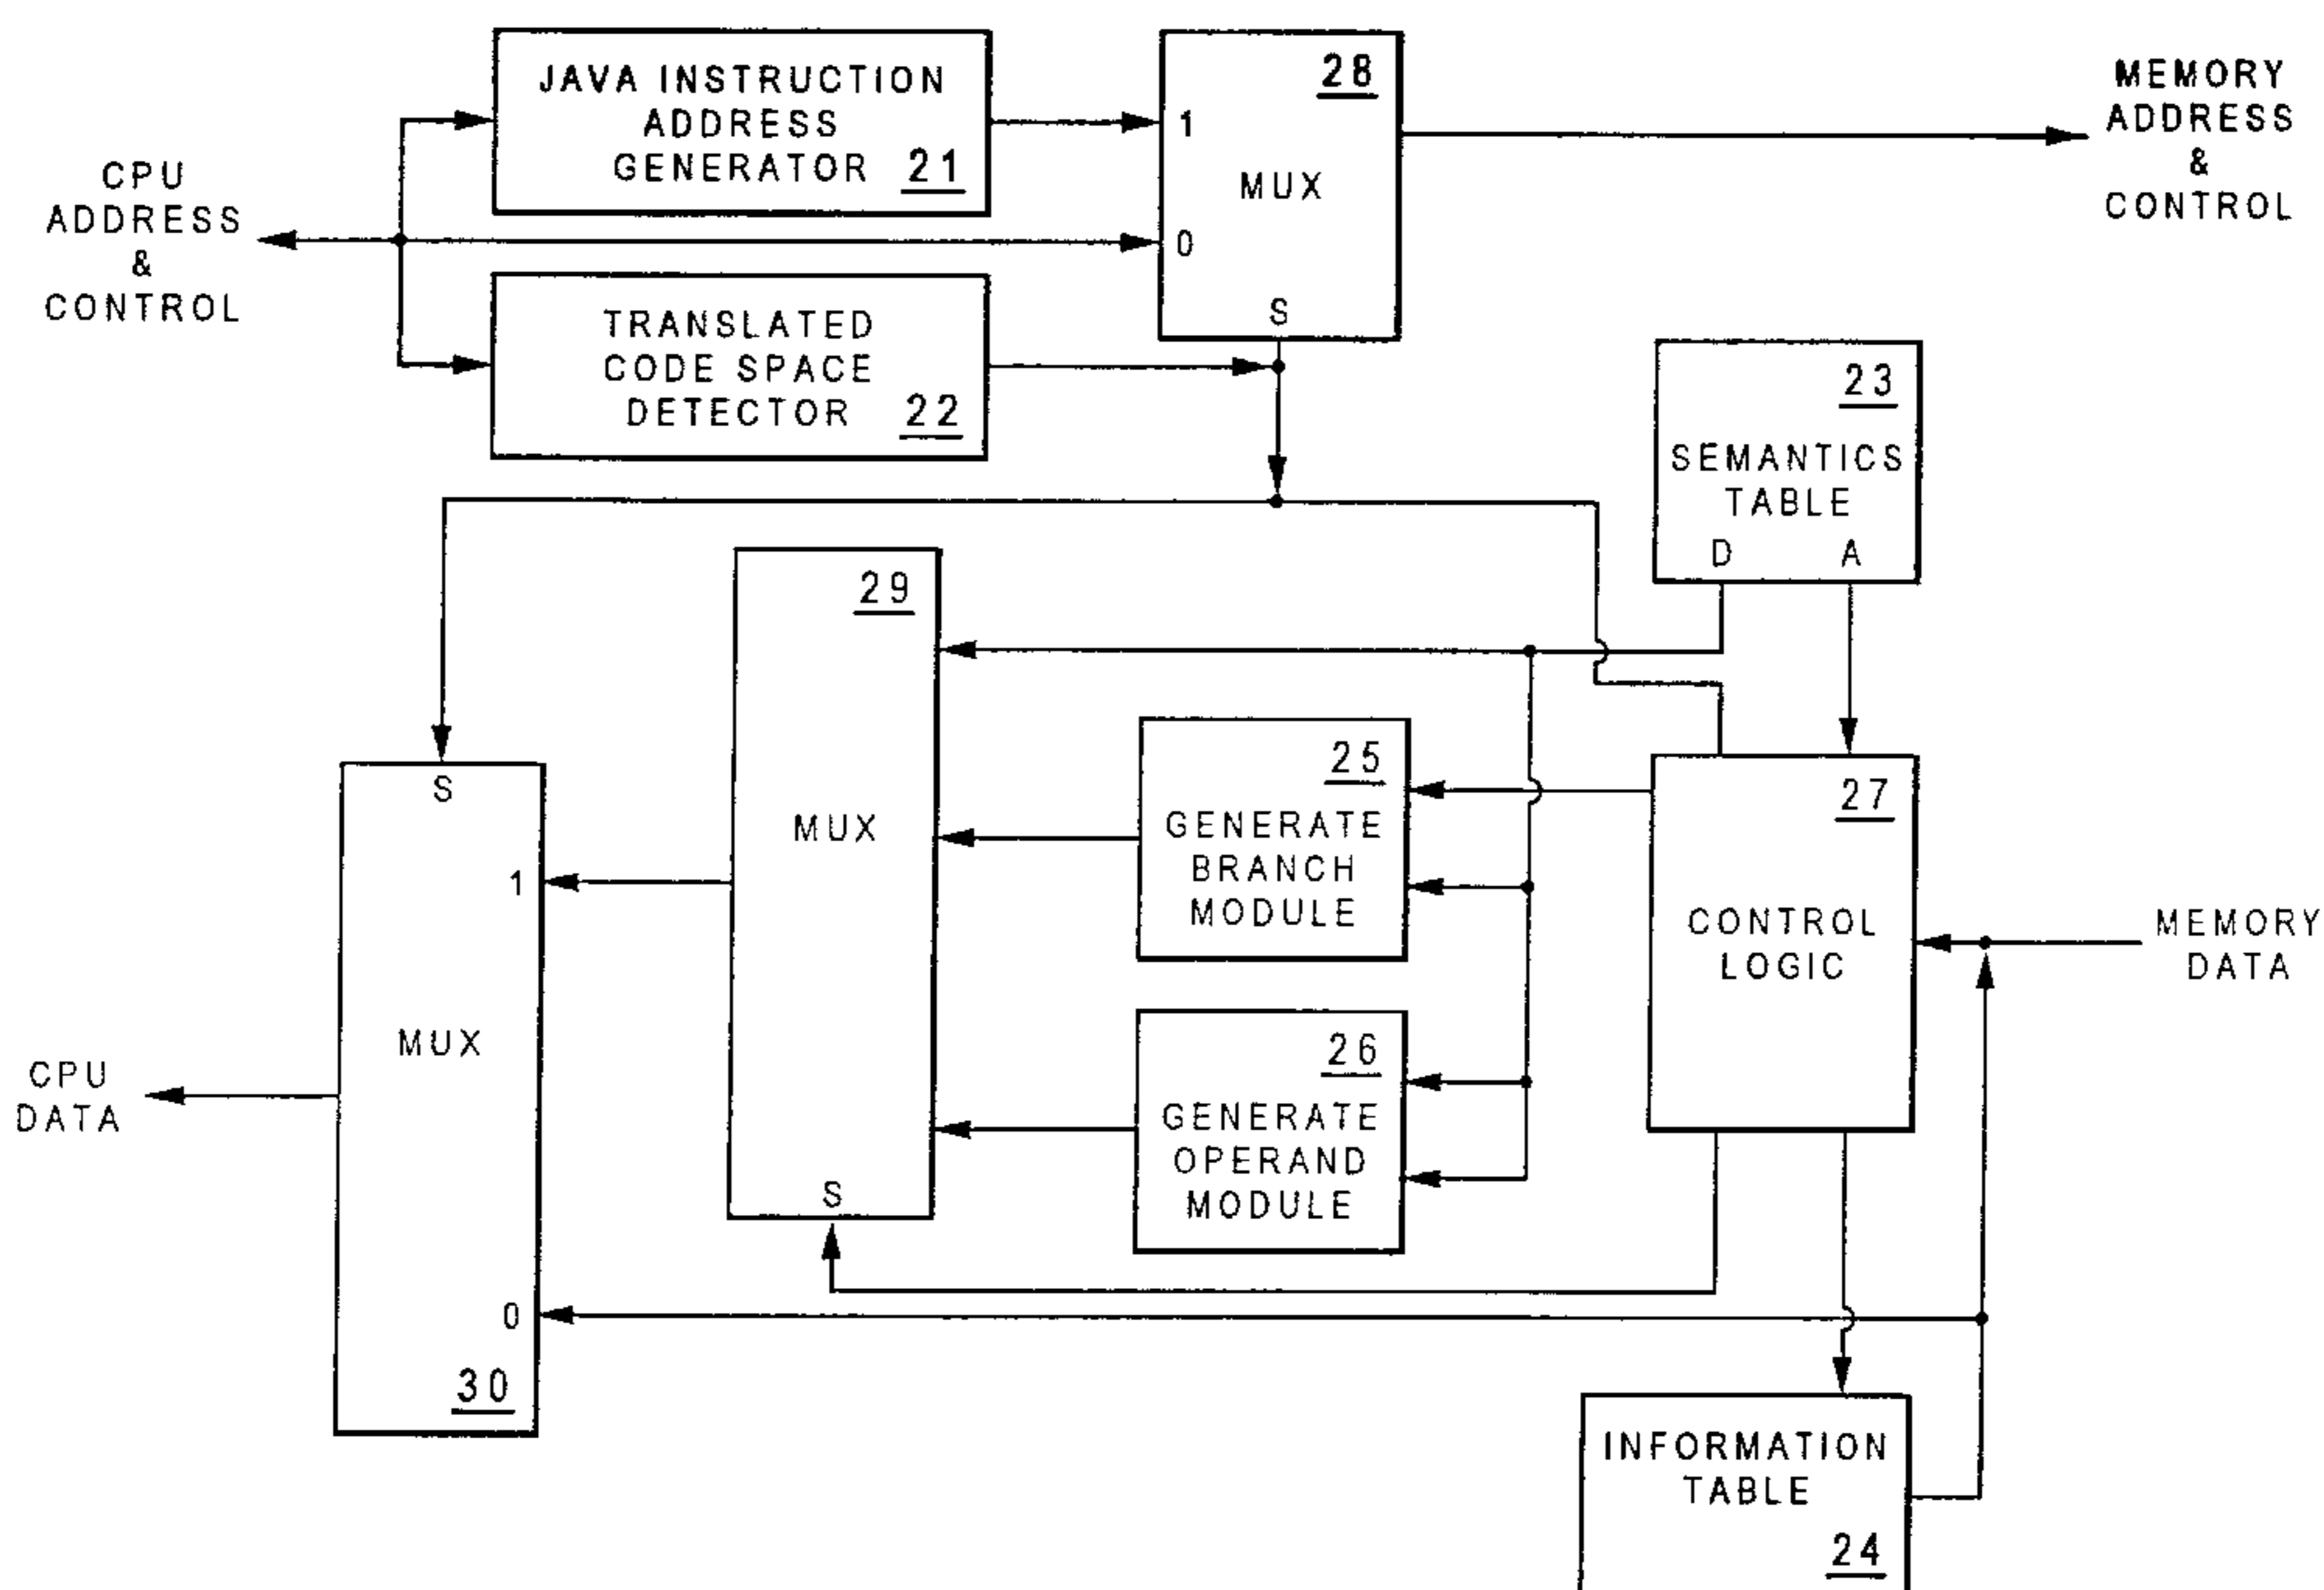 JAVA INSTRUCTION
ADDRESS
GENERATOR 21
28
1
MUX
0
S
MEMORY
ADDRESS
&
CONTROL
CPU
ADDRESS
&
CONTROL
TRANSLATED
CODE SPACE
DETECTOR 22
23
SEMANTICS
TABLE
D A
29
MUX
S
25
GENERATE
BRANCH
MODULE
26
GENERATE
OPERAND
MODULE
27
CONTROL
LOGIC
MEMORY
DATA
S
1
MUX
0
30
CPU
DATA
INFORMATION
TABLE
24